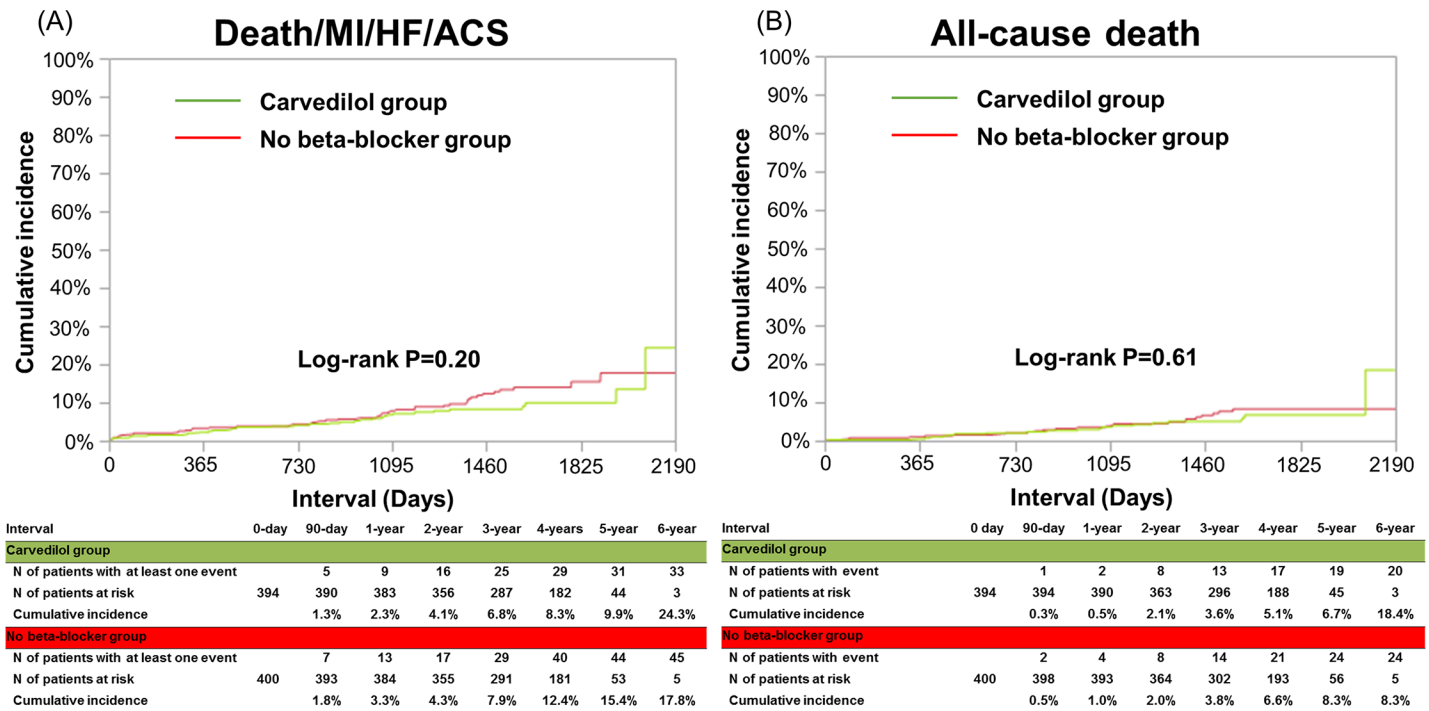 (A)
Death/MI/HF/ACS
Cumulative incidence
100%
90%
80%
70%
60%
50%
40%
30%
20%
10%
0%
Carvedilol group
No beta-blocker group
Log-rank P=0.20
0 365 730 1095 1460 1825 2190
Interval (Days)
Interval 0-day 90-day 1-year 2-year 3-year 4-years 5-year 6-year
Carvedilol group
N of patients with at least one event 5 9 16 25 29 31 33
N of patients at risk 394 390 383 356 287 182 44 3
Cumulative incidence 1.3% 2.3% 4.1% 6.8% 8.3% 9.9% 24.3%
No beta-blocker group
N of patients with at least one event 7 13 17 29 40 44 45
N of patients at risk 400 393 384 355 291 181 53 5
Cumulative incidence 1.8% 3.3% 4.3% 7.9% 12.4% 15.4% 17.8%
(B)
All-cause death
Cumulative incidence
100%
90%
80%
70%
60%
50%
40%
30%
20%
10%
0%
Carvedilol group
No beta-blocker group
Log-rank P=0.61
0 365 730 1095 1460 1825 2190
Interval (Days)
Interval 0 day 90-day 1-year 2-year 3-year 4-year 5-year 6-year
Carvedilol group
N of patients with event 1 2 8 13 17 19 20
N of patients at risk 394 394 390 363 296 188 45 3
Cumulative incidence 0.3% 0.5% 2.1% 3.6% 5.1% 6.7% 18.4%
No beta-blocker group
N of patients with event 2 4 8 14 21 24 24
N of patients at risk 400 398 393 364 302 193 56 5
Cumulative incidence 0.5% 1.0% 2.0% 3.8% 6.6% 8.3% 8.3%